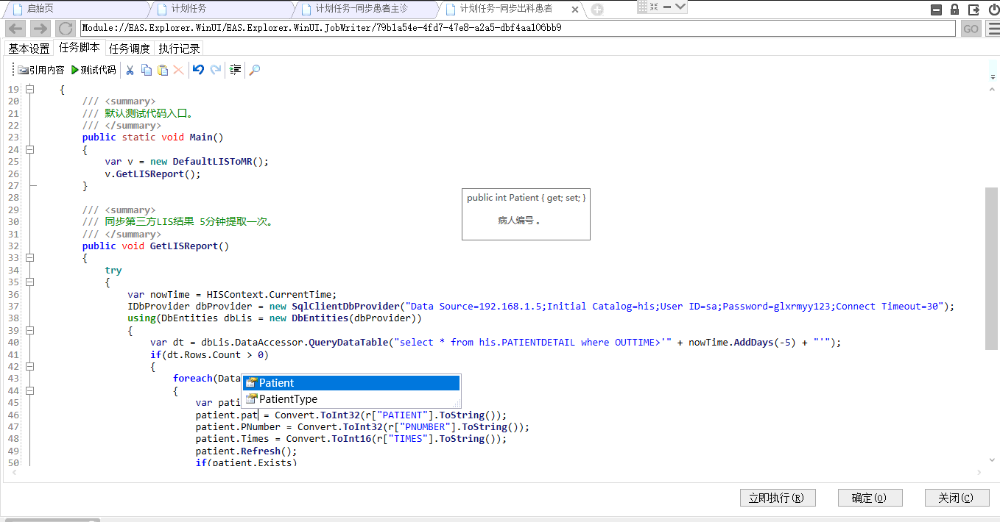 启始页
计划任务
计划任务-同步患者主诊
计划任务-同步出科患者
Module://EAS.Explorer.WinUI/EAS.Explorer.WinUI.JobWriter/79b1a54e-4fd7-47e8-a2a5-dbf4aa106bb9
GO
基本设置 任务脚本 任务调度 执行记录
引用内容 测试代码
19 {
20 /// <summary>
21 /// 默认测试代码入口。
22 /// </summary>
23 public static void Main()
24 {
25 var v = new DefaultLISToMR();
26 v.GetLISReport();
27 }
28
29 /// <summary>
30 /// 同步第三方LIS结果 5分钟提取一次。
31 /// </summary>
32 public void GetLISReport()
33 {
34 try
35 {
36 var nowTime = HISContext.CurrentTime;
37 IDbProvider dbProvider = new SqlClientDbProvider("Data Source=192.168.1.5;Initial Catalog=his;User ID=sa;Password=glxrmyy123;Connect Timeout=30");
38 using(DbEntities dbLis = new DbEntities(dbProvider))
39 {
40 var dt = dbLis.DataAccessor.QueryDataTable("select * from his.PATIENTDETAIL where OUTTIME>'" + nowTime.AddDays(-5) + "'");
41 if(dt.Rows.Count > 0)
42 {
43 foreach(Data
44 {
45 var pati
46 patient.pat = Convert.ToInt32(r["PATIENT"].ToString());
47 patient.PNumber = Convert.ToInt32(r["PNUMBER"].ToString());
48 patient.Times = Convert.ToInt16(r["TIMES"].ToString());
49 patient.Refresh();
50 if(patient.Exists)
public int Patient { get; set; }
病人编号 。
Patient
PatientType
立即执行(R) 确定(O) 关闭(C)